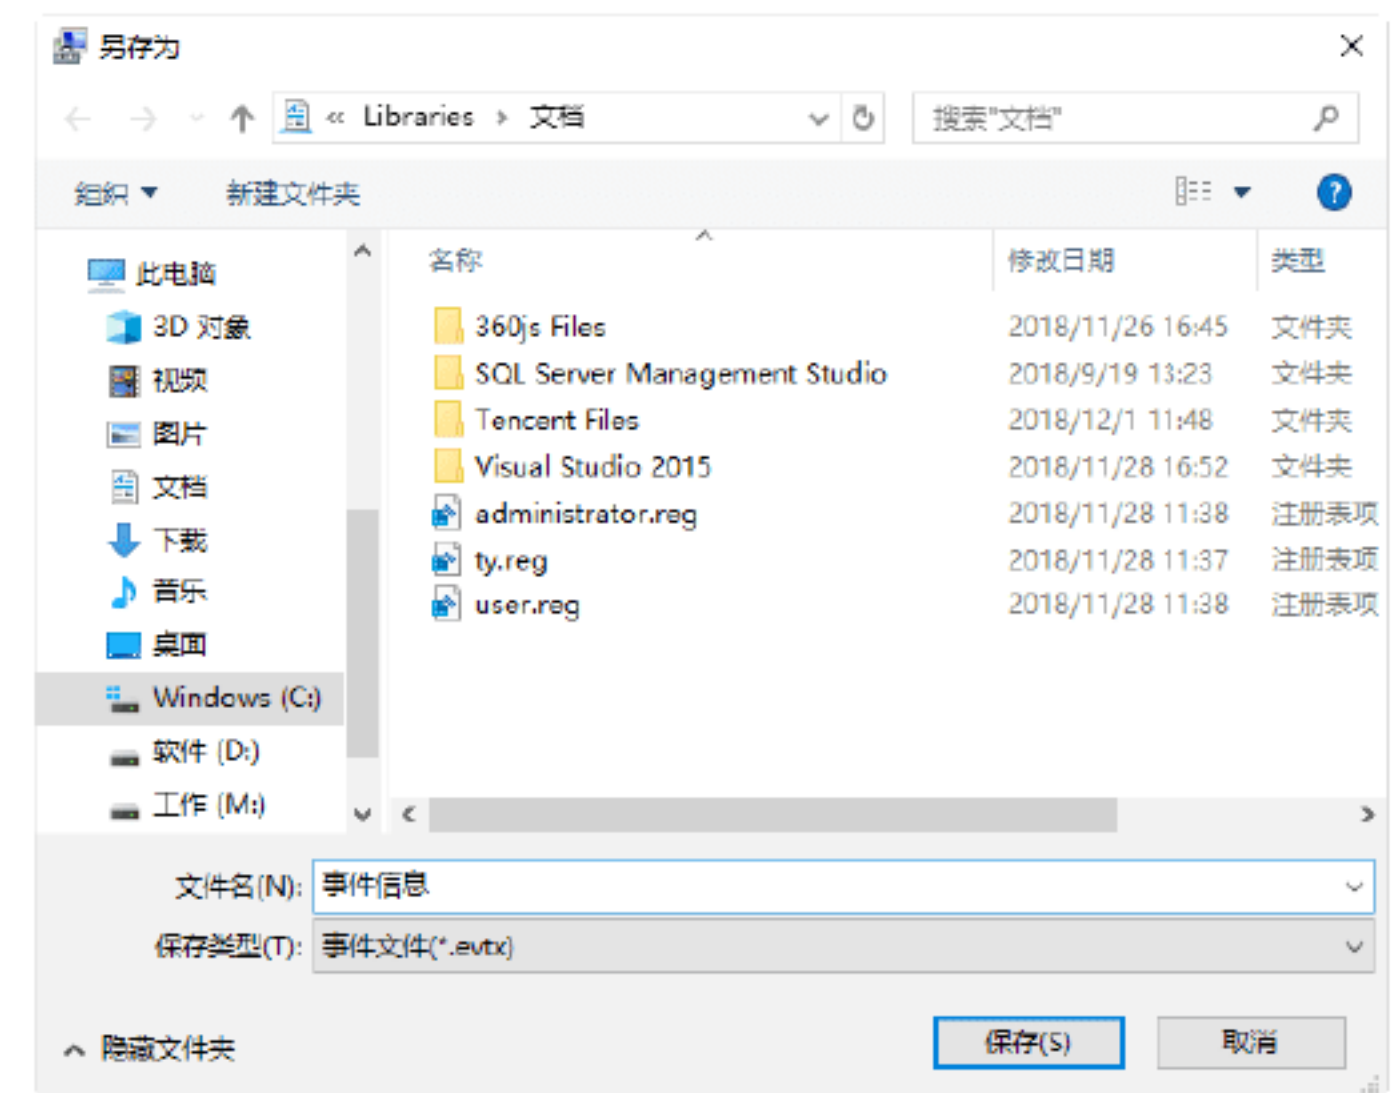 另存为
« Libraries > 文档
搜索"文档"
组织
新建文件夹
名称 修改日期 类型
此电脑
3D 对象
视频
图片
文档
下载
音乐
桌面
Windows (C:)
软件 (D:)
工作 (M:)
360js Files 2018/11/26 16:45 文件夹
SQL Server Management Studio 2018/9/19 13:23 文件夹
Tencent Files 2018/12/1 11:48 文件夹
Visual Studio 2015 2018/11/28 16:52 文件夹
administrator.reg 2018/11/28 11:38 注册表项
ty.reg 2018/11/28 11:37 注册表项
user.reg 2018/11/28 11:38 注册表项
文件名(N): 事件信息
保存类型(T): 事件文件(*.evtx)
隐藏文件夹
保存(S)
取消